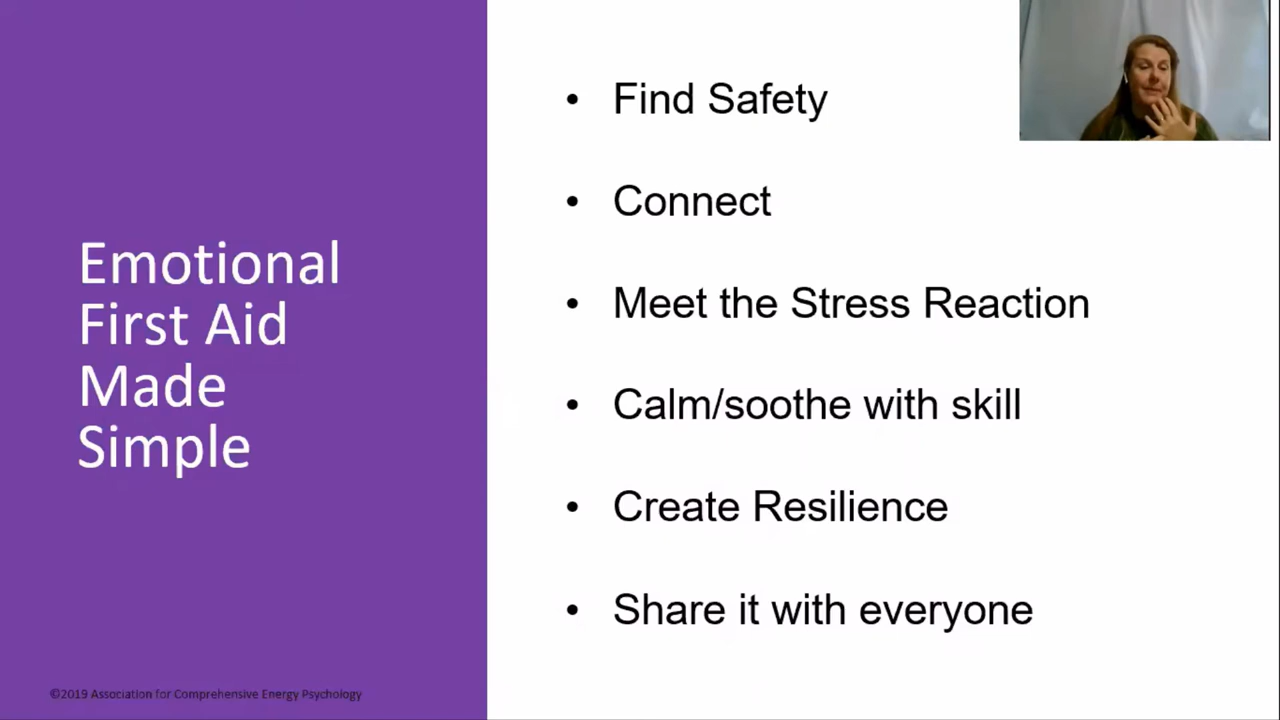 Emotional
First Aid
Made
Simple
• Find Safety
• Connect
• Meet the Stress Reaction
• Calm/soothe with skill
• Create Resilience
• Share it with everyone
©2019 Association for Comprehensive Energy Psychology